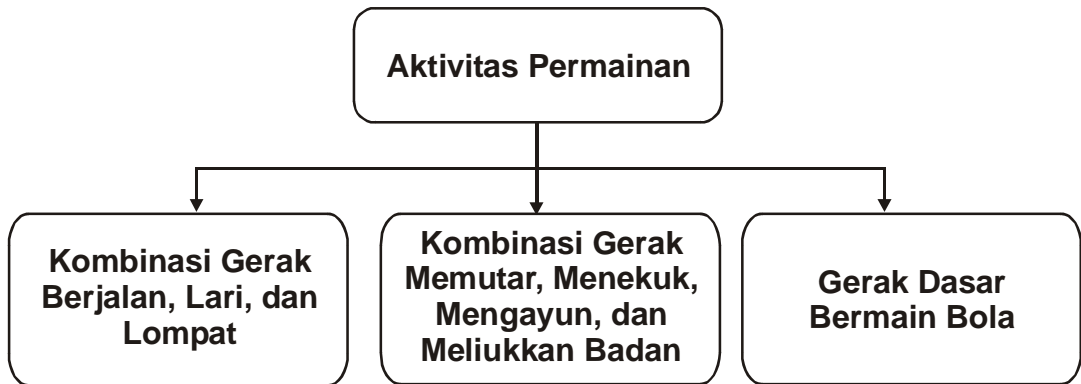 Aktivitas Permainan
Kombinasi Gerak
Berjalan, Lari, dan
Lompat
Kombinasi Gerak
Memutar, Menekuk,
Mengayun, dan
Meliukkan Badan
Gerak Dasar
Bermain Bola